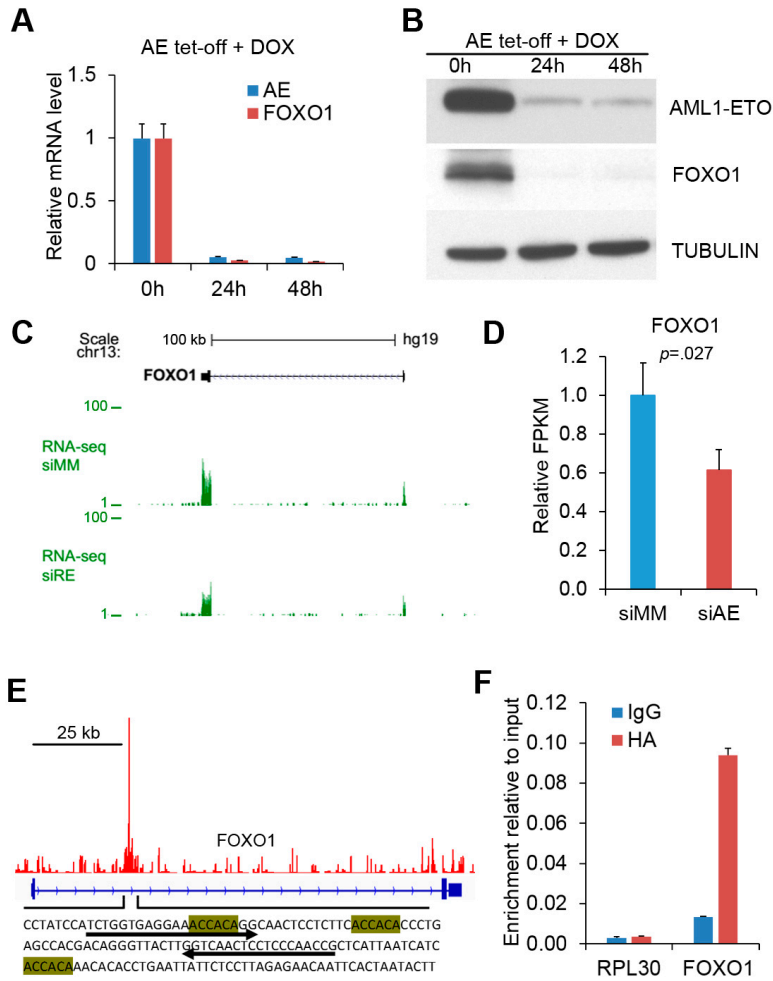 A
AE tet-off + DOX
Relative mRNA level
1.5
1
0.5
0
AE
FOXO1
0h
24h
48h
B
AE tet-off + DOX
0h 24h 48h
AML1-ETO
FOXO1
TUBULIN
C
Scale
chr13:
100 kb
hg19
FOXO1
100
RNA-seq
siMM
1
100
RNA-seq
siRE
1
D
FOXO1
p=.027
Relative FPKM
1.2
1.0
0.8
0.6
0.4
0.2
0.0
siMM
siAE
E
25 kb
FOXO1
CCTATCCATCTGGTGAGGAAACCACAGGCAACTCCTCTTCACCACACCCTG
AGCCACGACAGGGTTACTTGGTCAACTCCTCCCAACCGCTCATTAATCATC
ACCACAAACACACCTGAATTATTCTCCTTAGAGAACAATTCACTAATACTT
F
Enrichment relative to input
0.12
0.10
0.08
0.06
0.04
0.02
0.00
IgG
HA
RPL30
FOXO1